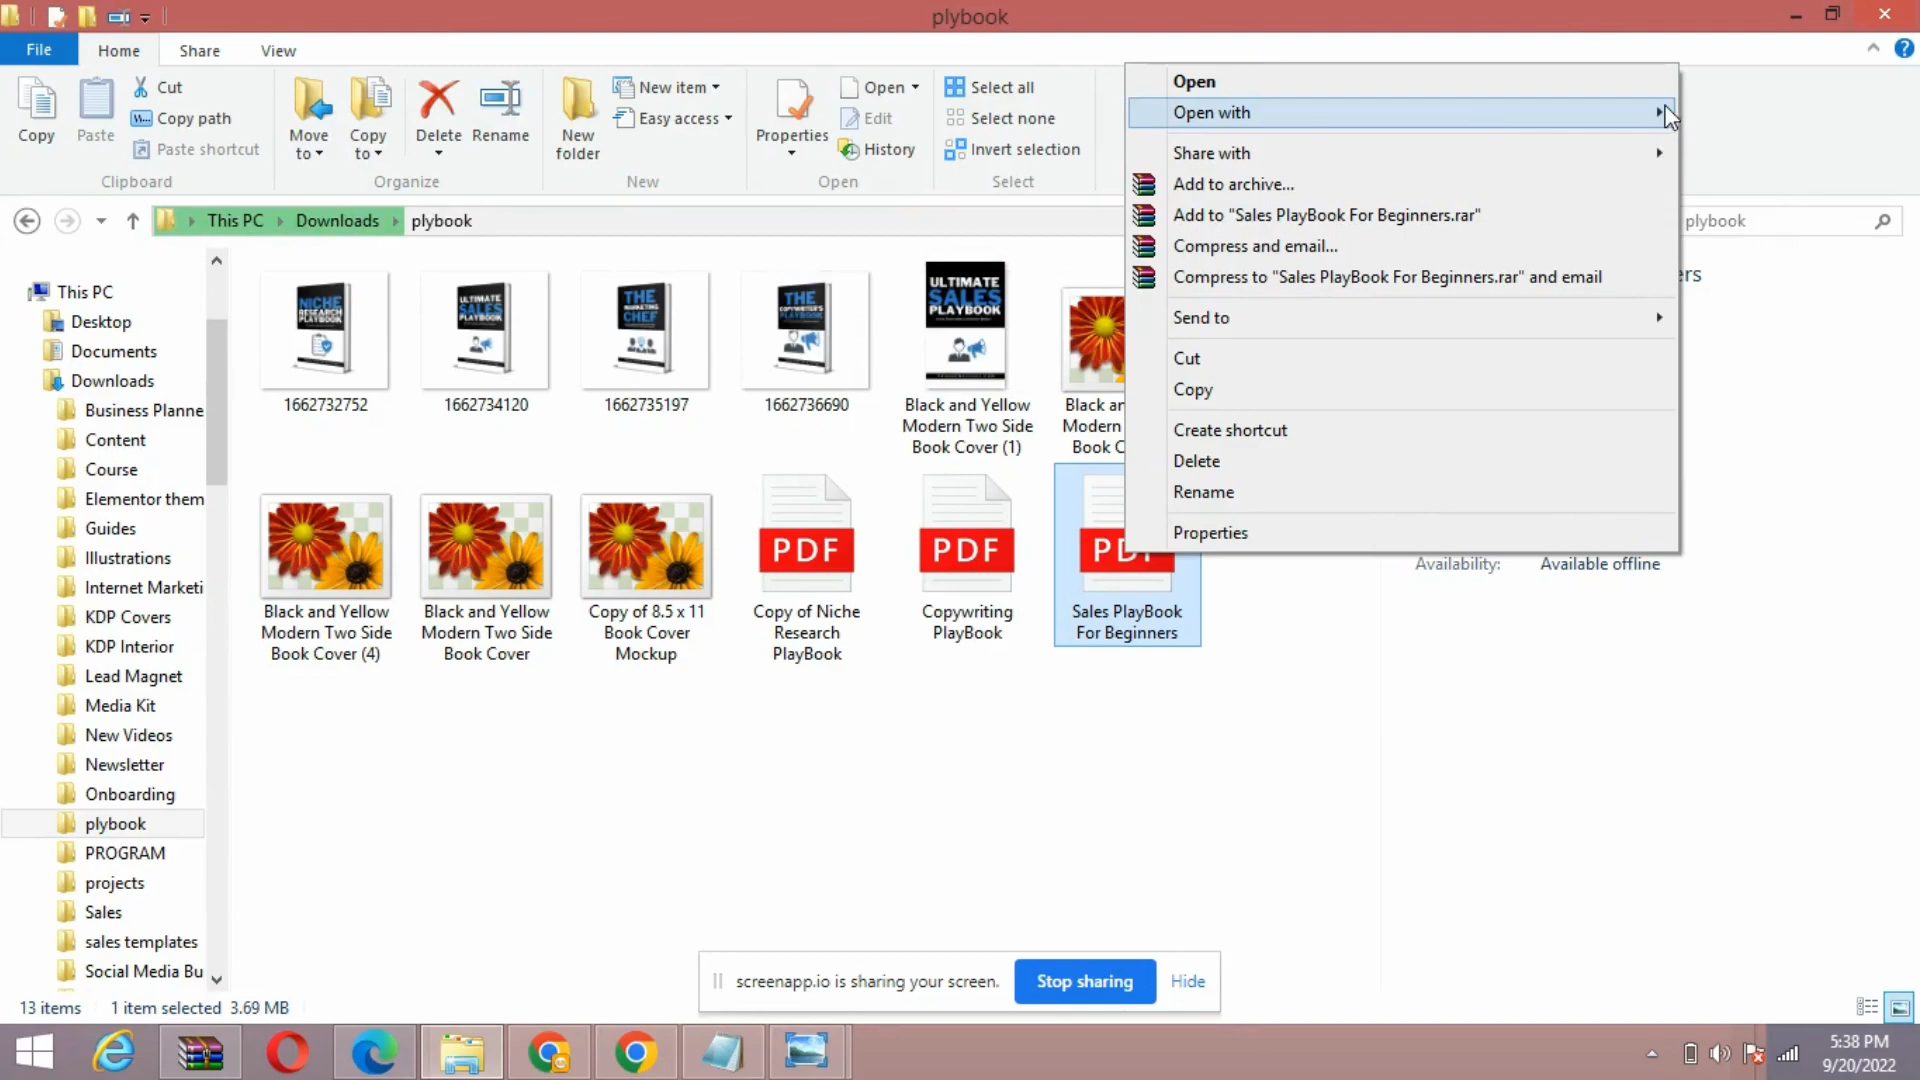 plybook
File
Home
Share
View
Copy
Paste
Cut
Copy path
Paste shortcut
Clipboard
Move to
Copy to
Delete
Rename
Organize
New folder
New item
Easy access
New
Properties
Open
Edit
History
Open
Select all
Select none
Invert selection
Select
This PC
Downloads
plybook
plybook
This PC
Desktop
Documents
Downloads
Business Planne
Content
Course
Elementor them
Guides
Illustrations
Internet Marketi
KDP Covers
KDP Interior
Lead Magnet
Media Kit
New Videos
Newsletter
Onboarding
plybook
PROGRAM
projects
Sales
sales templates
Social Media Bu
NICHE
RESEARCH
PLAYBOOK
1662732752
ULTIMATE
SALES
PLAYBOOK
1662734120
THE
MARKETING
CHEF
1662735197
THE
COPYWRITER'S
PLAYBOOK
1662736690
ULTIMATE
SALES
PLAYBOOK
Black and Yellow
Modern Two Side
Book Cover (1)
Black an
Modern
Book C
Black and Yellow
Modern Two Side
Book Cover (4)
Black and Yellow
Modern Two Side
Book Cover
Copy of 8.5 x 11
Book Cover
Mockup
PDF
Copy of Niche
Research
PlayBook
PDF
Copywriting
PlayBook
PDF
Sales PlayBook
For Beginners
Open
Open with
Share with
Add to archive...
Add to "Sales PlayBook For Beginners.rar"
Compress and email...
Compress to "Sales PlayBook For Beginners.rar" and email
Send to
Cut
Copy
Create shortcut
Delete
Rename
Properties
ers
Availability: Available offline
screenapp.io is sharing your screen.
Stop sharing
Hide
13 items
1 item selected 3.69 MB
5:38 PM
9/20/2022